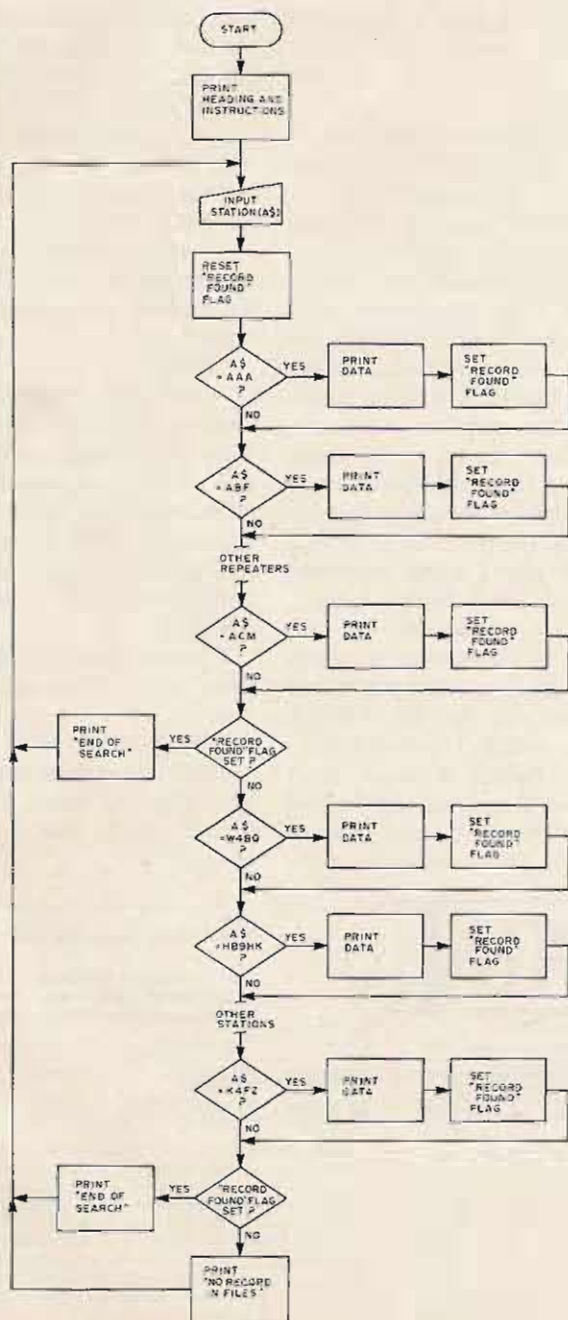 START
PRINT
HEADING AND
INSTRUCTIONS
INPUT
STATION(A$)
RESET
"RECORD
FOUND"
FLAG
A$
=AAA
?
YES
PRINT
DATA
SET
"RECORD
FOUND"
FLAG
NO
A$
=ABF
?
YES
PRINT
DATA
SET
"RECORD
FOUND"
FLAG
NO
OTHER
REPEATERS
A$
=ACM
?
YES
PRINT
DATA
SET
"RECORD
FOUND"
FLAG
NO
PRINT
"END OF
SEARCH"
YES
"RECORD
FOUND" FLAG
SET ?
NO
A$
=W4BQ
?
YES
PRINT
DATA
SET
"RECORD
FOUND"
FLAG
NO
A$
=HB9HK
?
YES
PRINT
DATA
SET
"RECORD
FOUND"
FLAG
NO
OTHER
STATIONS
A$
=K4FZ
?
YES
PRINT
DATA
SET
"RECORD
FOUND"
FLAG
NO
PRINT
"END OF
SEARCH"
YES
"RECORD
FOUND" FLAG
SET ?
NO
PRINT
"NO RECORD
IN FILES"